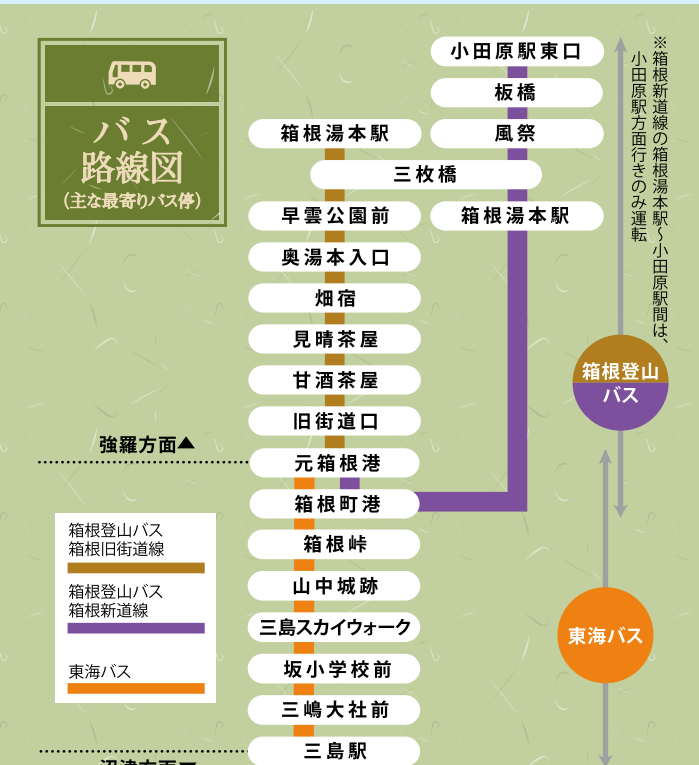 バス
路線図
(主な最寄りバス停)
※箱根新道線の箱根湯本駅〜小田原駅間は、
小田原駅方面行きのみ運転
小田原駅東口
板橋
箱根湯本駅
風祭
三枚橋
早雲公園前
箱根湯本駅
奥湯本入口
畑宿
見晴茶屋
甘酒茶屋
旧街道口
元箱根港
箱根町港
箱根峠
山中城跡
三島スカイウォーク
坂小学校前
三嶋大社前
三島駅
箱根登山
バス
東海バス
強羅方面▲
箱根登山バス
箱根旧街道線
箱根登山バス
箱根新道線
東海バス
沼津方面▼